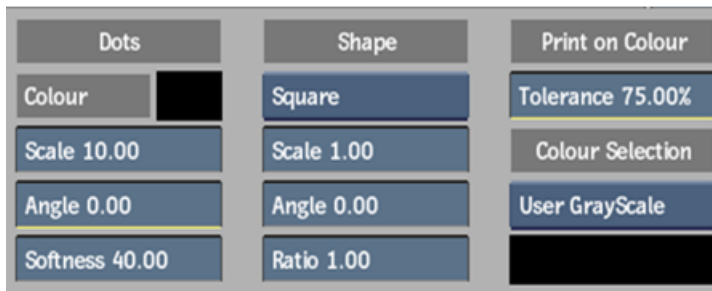 Dots
Colour
Scale 10.00
Angle 0.00
Softness 40.00
Shape
Square
Scale 1.00
Angle 0.00
Ratio 1.00
Print on Colour
Tolerance 75.00%
Colour Selection
User GrayScale